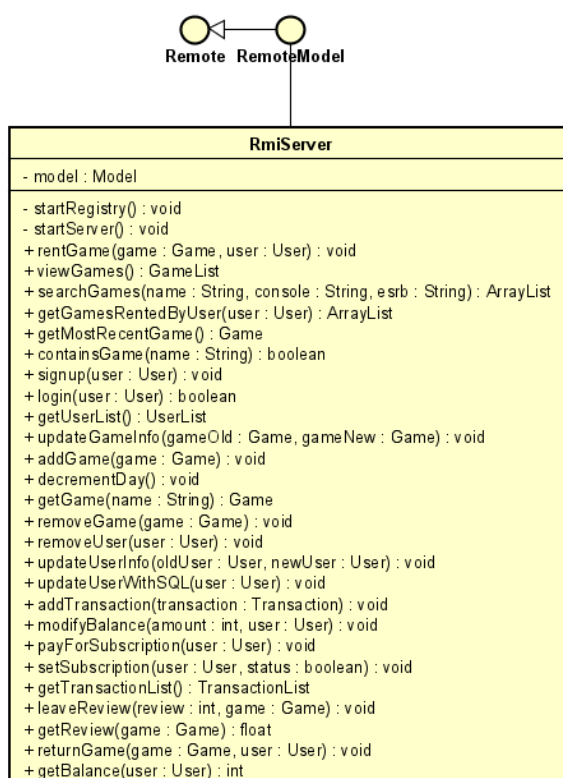 Remote RemoteModel
RmiServer
- model : Model
- startRegistry() : void
- startServer() : void
+ rentGame(game : Game, user : User) : void
+ viewGames() : GameList
+ searchGames(name : String, console : String, esrb : String) : ArrayList
+ getGamesRentedByUser(user : User) : ArrayList
+ getMostRecentGame() : Game
+ containsGame(name : String) : boolean
+ signup(user : User) : void
+ login(user : User) : boolean
+ getUserList() : UserList
+ updateGameInfo(gameOld : Game, gameNew : Game) : void
+ addGame(game : Game) : void
+ decrementDay() : void
+ getGame(name : String) : Game
+ removeGame(game : Game) : void
+ removeUser(user : User) : void
+ updateUserInfo(oldUser : User, newUser : User) : void
+ updateUserWithSQL(user : User) : void
+ addTransaction(transaction : Transaction) : void
+ modifyBalance(amount : int, user : User) : void
+ payForSubscription(user : User) : void
+ setSubscription(user : User, status : boolean) : void
+ getTransactionList() : TransactionList
+ leaveReview(review : int, game : Game) : void
+ getReview(game : Game) : float
+ returnGame(game : Game, user : User) : void
+ getBalance(user : User) : int